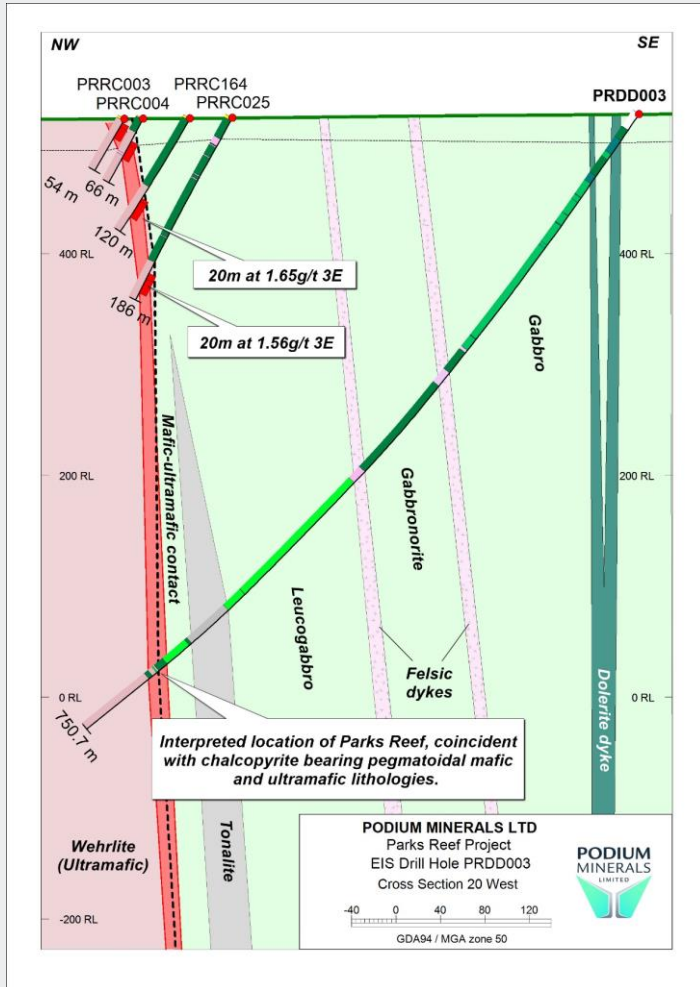 NW
SE
PRRC003
PRRC164
PRRC004
PRRC025
PRDD003
54 m
66 m
120 m
186 m
400 RL
400 RL
20m at 1.65g/t 3E
20m at 1.56g/t 3E
Gabbro
Mafic-ultramafic contact
200 RL
200 RL
Gabbronorite
Leucogabbro
Felsic
dykes
0 RL
0 RL
750.7 m
Dolerite dyke
Interpreted location of Parks Reef, coincident
with chalcopyrite bearing pegmatoidal mafic
and ultramafic lithologies.
Wehrlite
(Ultramafic)
Tonalite
-200 RL
PODIUM MINERALS LTD
Parks Reef Project
EIS Drill Hole PRDD003
Cross Section 20 West
-40 0 40 80 120
GDA94 / MGA zone 50
PODIUM
MINERALS
LIMITED